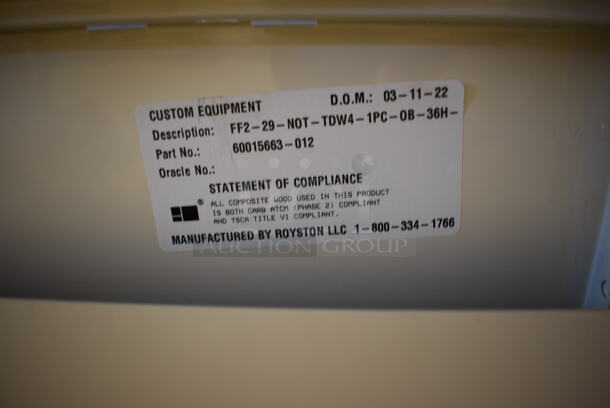 CUSTOM EQUIPMENT D.O.M.: 03-11-22
Description: FF2-29-NOT-TDW4-1PC-OB-36H-
Part No.: 60015663-012
Oracle No.:
STATEMENT OF COMPLIANCE
® ALL COMPOSITE WOOD USED IN THIS PRODUCT
IS BOTH CARB ATCM (PHASE 2) COMPLIANT
AND TSCA TITLE VI COMPLIANT.
MANUFACTURED BY ROYSTON LLC 1-800-334-1766
AUCTION GROUP